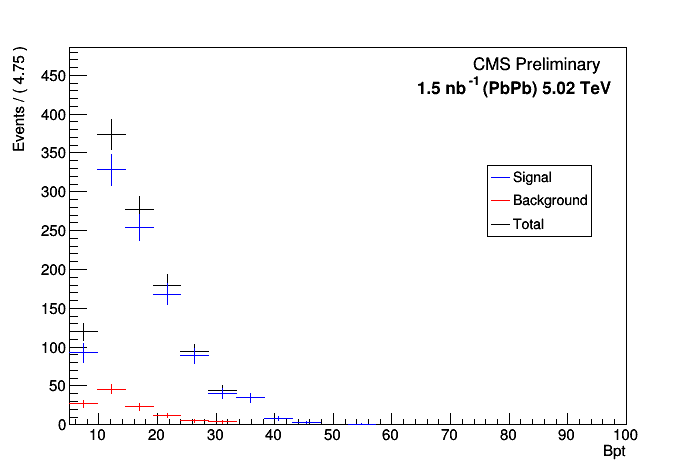 CMS Preliminary
1.5 nb-1 (PbPb) 5.02 TeV
Events / ( 4.75 )
450
400
350
300
250
200
150
100
50
0
Signal
Background
Total
10 20 30 40 50 60 70 80 90 100
Bpt